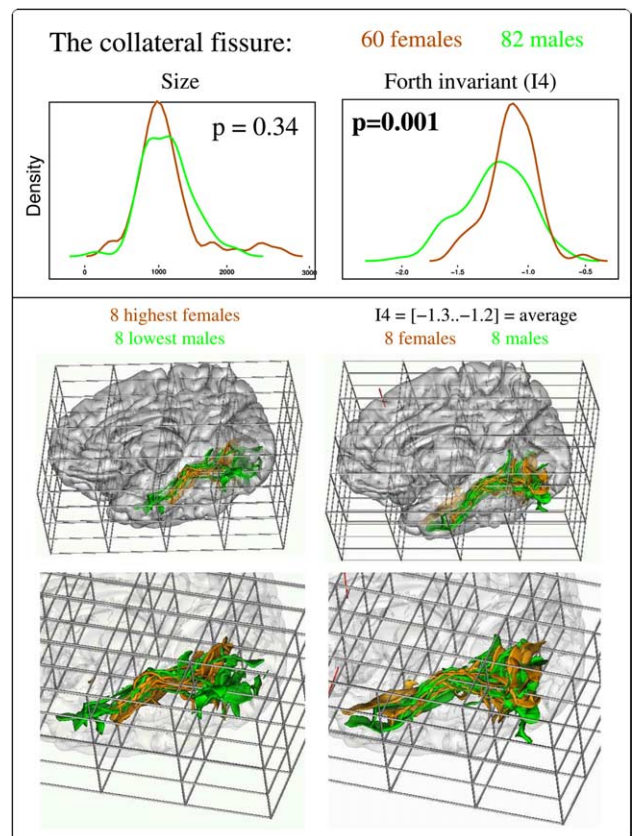 The collateral fissure: 60 females 82 males
Size Forth invariant (I4)
p = 0.34 p=0.001
Density
0 1000 2000 3000 -2.0 -1.5 -1.0 -0.5
8 highest females I4 = [−1.3..−1.2] = average
8 lowest males 8 females 8 males